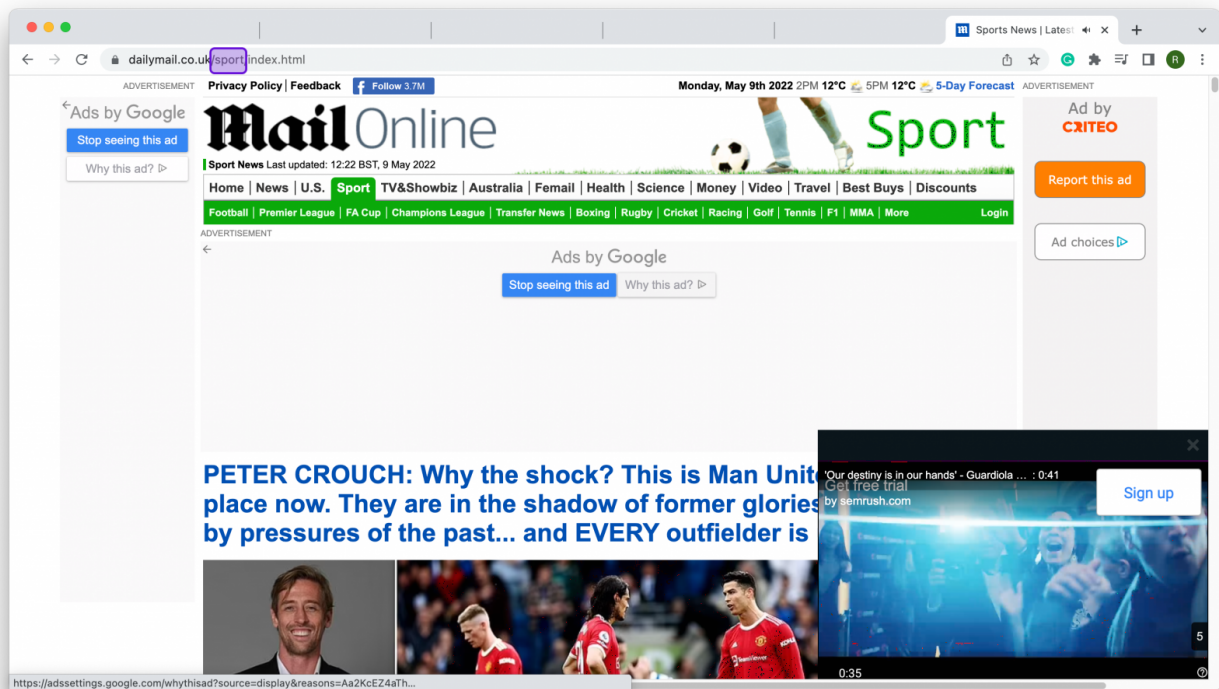 Sports News | Latest
dailymail.co.uk/sport/index.html
R
ADVERTISEMENT
Privacy Policy | Feedback
Follow 3.7M
Monday, May 9th 2022 2PM 12°C 5PM 12°C 5-Day Forecast
ADVERTISEMENT
Ads by Google
Stop seeing this ad
Why this ad?
Mail Online
Sport
Sport News Last updated: 12:22 BST, 9 May 2022
Home | News | U.S. Sport TV&Showbiz | Australia | Femail | Health | Science | Money | Video | Travel | Best Buys | Discounts
Football | Premier League | FA Cup | Champions League | Transfer News | Boxing | Rugby | Cricket | Racing | Golf | Tennis | F1 | MMA | More Login
Ad by
CRITEO
Report this ad
Ad choices
ADVERTISEMENT
Ads by Google
Stop seeing this ad Why this ad?
PETER CROUCH: Why the shock? This is Man Unit
place now. They are in the shadow of former glories
by pressures of the past... and EVERY outfielder is
'Our destiny is in our hands' - Guardiola ... : 0:41
Get free trial
by semrush.com
Sign up
5
0:35
https://adssettings.google.com/whythisad?source=display&reasons=Aa2KcEZ4aTh...